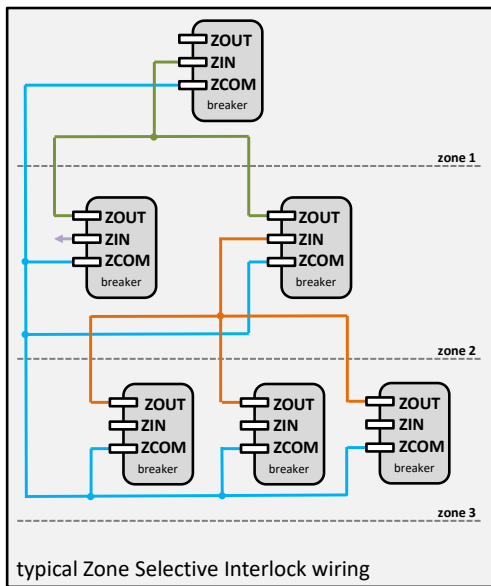 ZOUT
ZIN
ZCOM
breaker
zone 1
ZOUT
ZIN
ZCOM
breaker
ZOUT
ZIN
ZCOM
breaker
zone 2
ZOUT
ZIN
ZCOM
breaker
ZOUT
ZIN
ZCOM
breaker
ZOUT
ZIN
ZCOM
breaker
zone 3
typical Zone Selective Interlock wiring